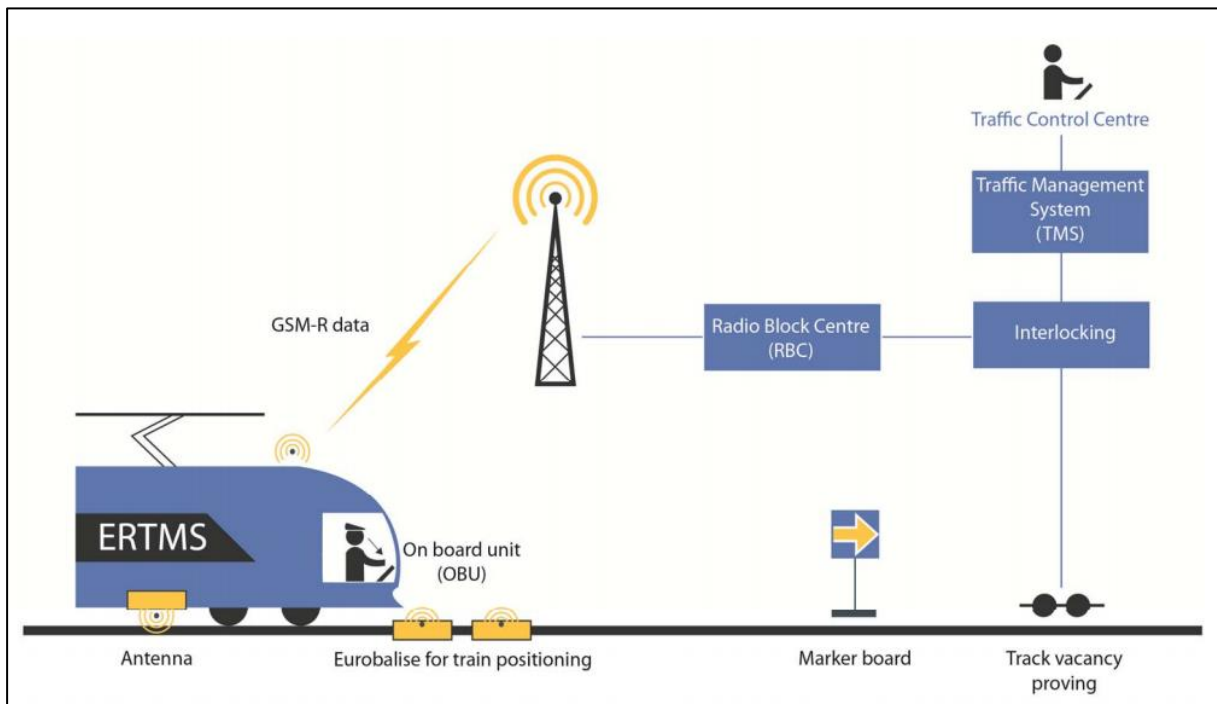 Traffic Control Centre
Traffic Management
System
(TMS)
GSM-R data
Radio Block Centre
(RBC)
Interlocking
ERTMS
On board unit
(OBU)
Antenna
Eurobalise for train positioning
Marker board
Track vacancy
proving